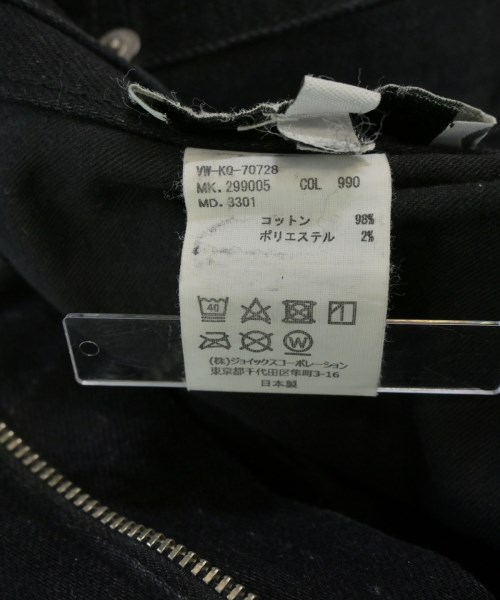 VW-KQ-70728
MK.299005 COL 990
MD.3301
コットン 98%
ポリエステル 2%
40
W
(株)ジョイックスコーポレーション
東京都千代田区隼町3-16
日本製